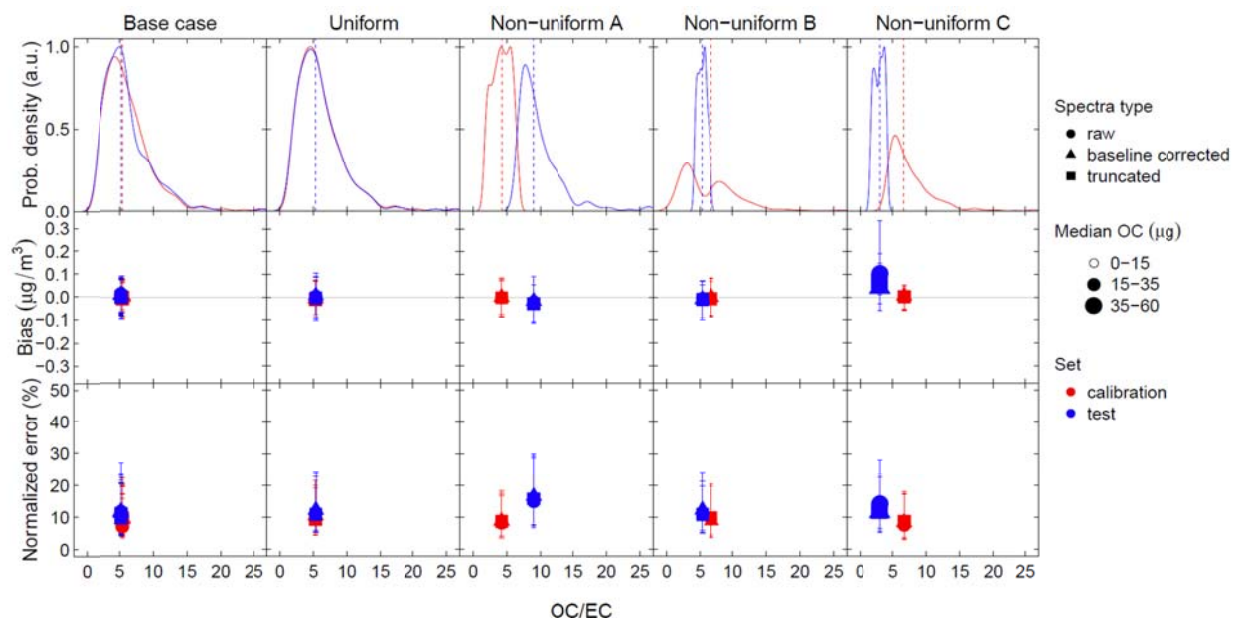 Base case Uniform Non−uniform A Non−uniform B Non−uniform C
Prob. density (a.u.)
1.0
0.5
0.0
Bias (μg/m³)
0.3
0.2
0.1
0.0
−0.1
−0.2
−0.3
Normalized error (%)
50
40
30
20
10
0
0 5 10 15 20 25 0 5 10 15 20 25 0 5 10 15 20 25 0 5 10 15 20 25 0 5 10 15 20 25
OC/EC
Spectra type
raw
baseline corrected
truncated
Median OC (μg)
0−15
15−35
35−60
Set
calibration
test